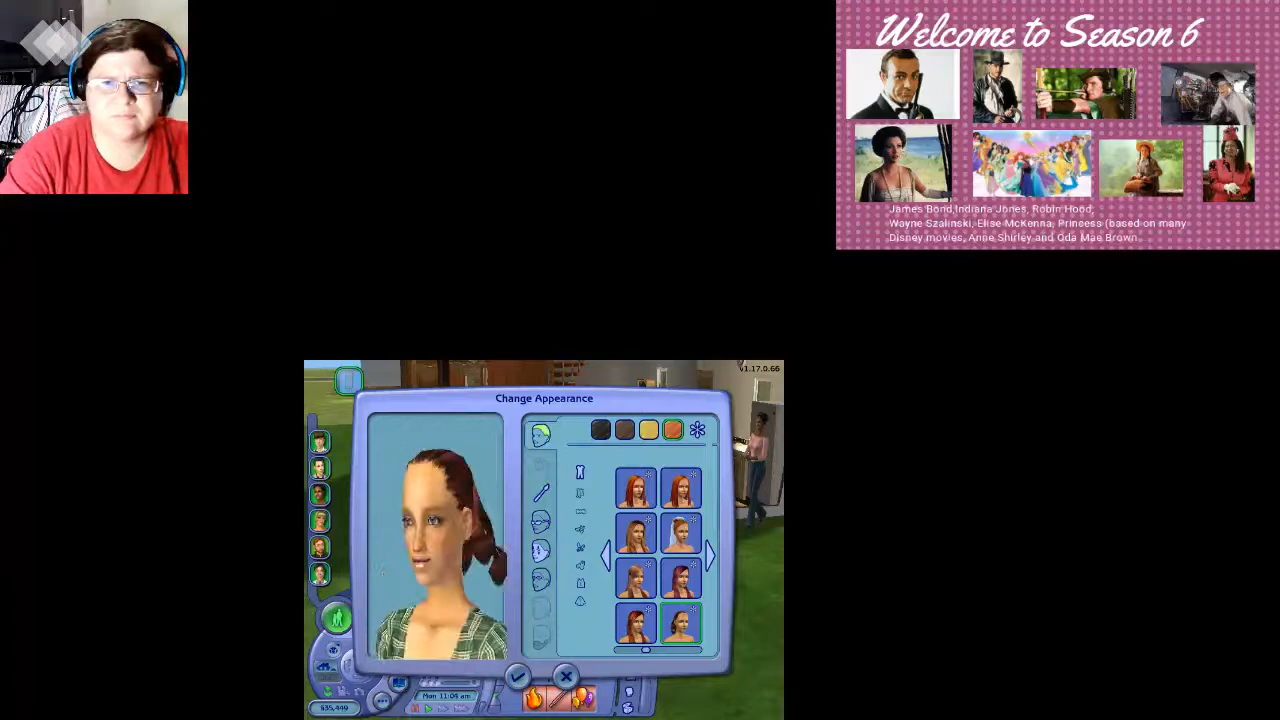 Welcome to Season 6
James Bond,Indiana Jones, Robin Hood,
Wayne Szalinski, Elise McKenna, Princess (based on many
Disney movies, Anne Shirley and Oda Mae Brown
v1.17.0.66
Change Appearance
Mon 11:04 am
$35,449